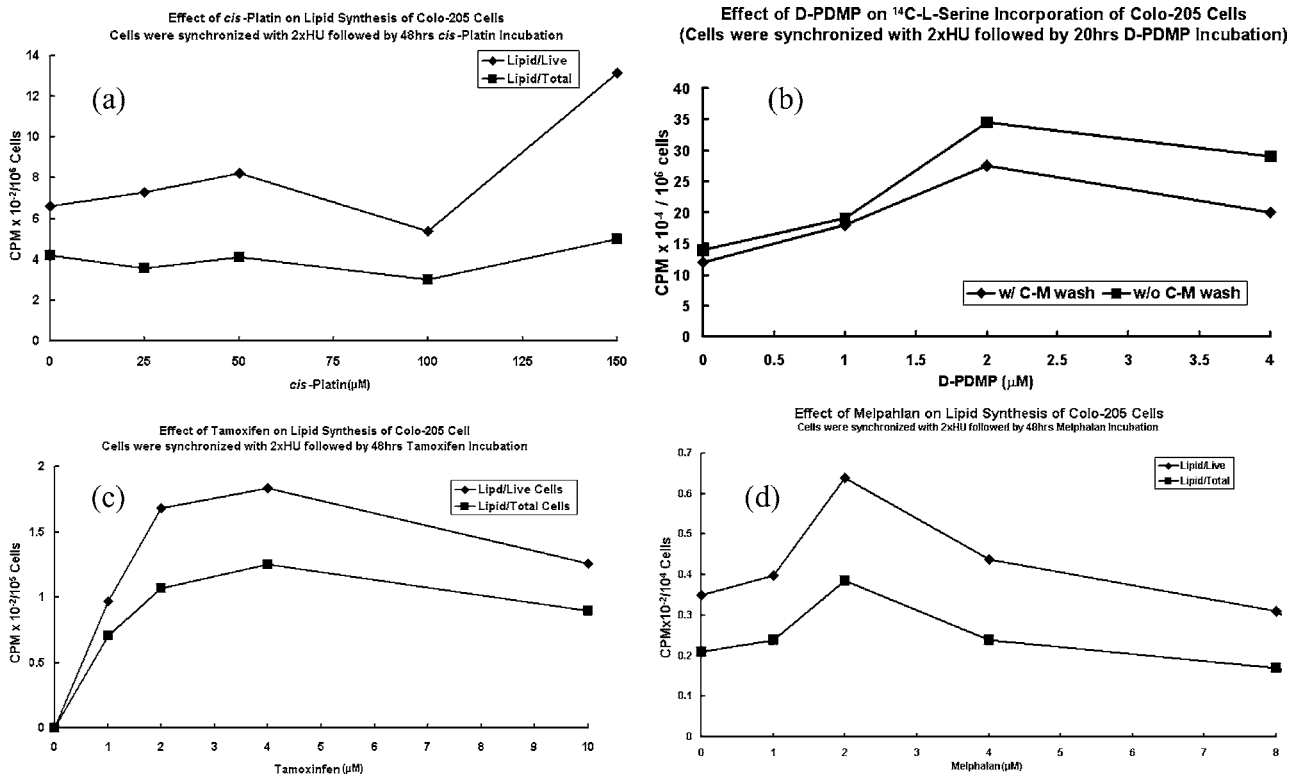 Effect of cis-Platin on Lipid Synthesis of Colo-205 Cells
Cells were synchronized with 2xHU followed by 48hrs cis-Platin Incubation
(a)
Lipid/Live
Lipid/Total
CPM x 10⁻²/10⁶ Cells
14
12
10
8
6
4
2
0
0 25 50 75 100 125 150
cis-Platin(µM)
Effect of D-PDMP on ¹⁴C-L-Serine Incorporation of Colo-205 Cells
(Cells were synchronized with 2xHU followed by 20hrs D-PDMP Incubation)
(b)
CPM x 10⁻⁴ / 10⁶ cells
40
35
30
25
20
15
10
5
0
w/ C-M wash w/o C-M wash
0 0.5 1 1.5 2 2.5 3 3.5 4
D-PDMP (µM)
Effect of Tamoxifen on Lipid Synthesis of Colo-205 Cell
Cells were synchronized with 2xHU followed by 48hrs Tamoxifen Incubation
(c)
Lipd/Live Cells
Lipid/Total Cells
CPM x 10⁻²/10⁵ Cells
2
1.5
1
0.5
0
0 1 2 3 4 5 6 7 8 9 10
Tamoxinfen (µM)
Effect of Melpahlan on Lipid Synthesis of Colo-205 Cells
Cells were synchronized with 2xHU followed by 48hrs Melphalan Incubation
(d)
Lipid/Live
Lipid/Total
CPMx10⁻²/10⁴ Cells
0.7
0.6
0.5
0.4
0.3
0.2
0.1
0
0 1 2 3 4 5 6 7 8
Melphalan(µM)